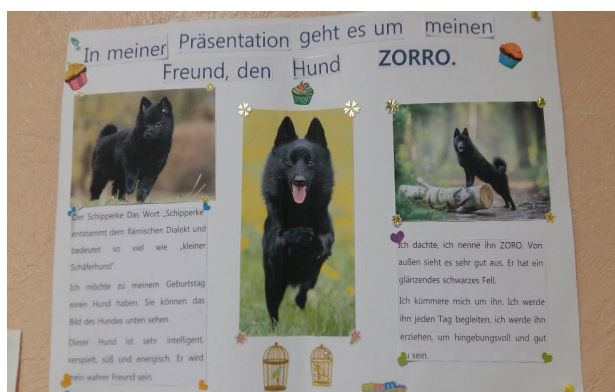 In meiner Präsentation geht es um meinen
Freund, den Hund ZORRO.
Der Schipperke Das Wort „Schipperke
entstammt dem flämischen Dialekt und
bedeutet so viel wie „kleiner
Schäferhund".
Ich möchte zu meinem Geburtstag
einen Hund haben. Sie können das
Bild des Hundes unten sehen.
Dieser Hund ist sehr intelligent,
verspielt, süß und energisch. Er wird
mein wahrer Freund sein.
Ich dachte, ich nenne ihn ZORO. Von
außen sieht es sehr gut aus. Er hat ein
glänzendes schwarzes Fell.
Ich kümmere mich um ihn. Ich werde
ihn jeden Tag begleiten, ich werde ihn
erziehen, um hingebungsvoll und gut
zu sein.